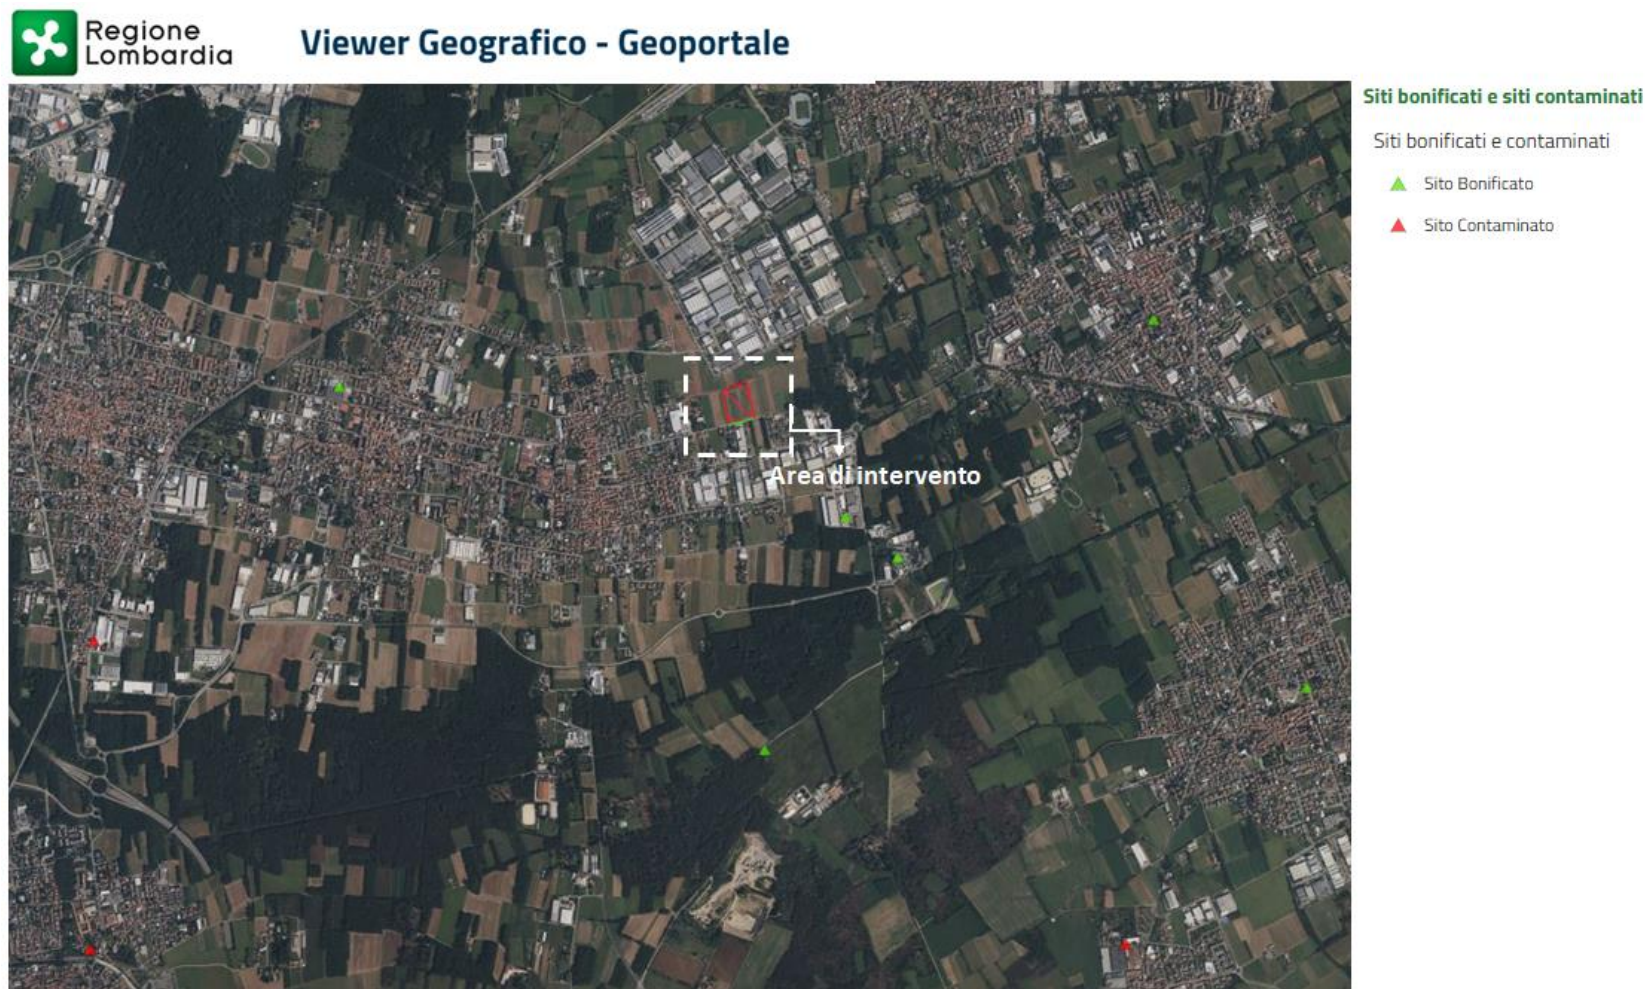 Regione
Lombardia
Viewer Geografico - Geoportale
Siti bonificati e siti contaminati
Siti bonificati e contaminati
Sito Bonificato
Sito Contaminato
Area di intervento